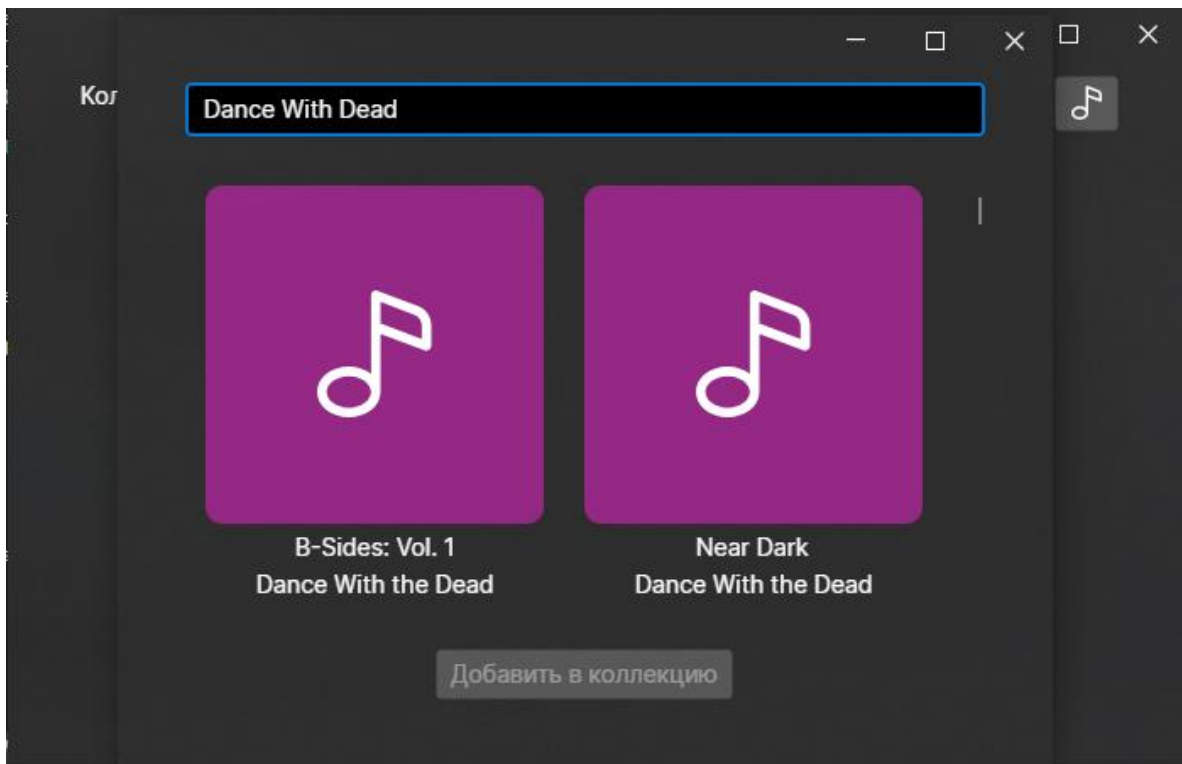 Кол
Dance With Dead
B-Sides: Vol. 1
Dance With the Dead
Near Dark
Dance With the Dead
Добавить в коллекцию